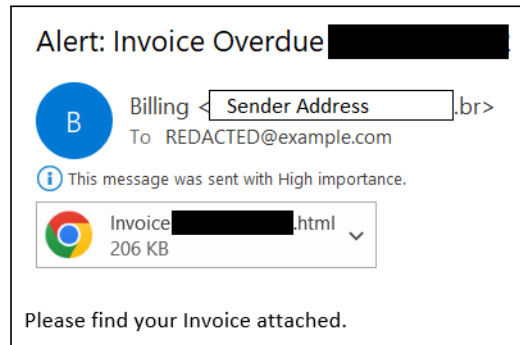 Alert: Invoice Overdue
B
Billing < Sender Address .br>
To REDACTED@example.com
i This message was sent with High importance.
Invoice .html
206 KB
Please find your Invoice attached.